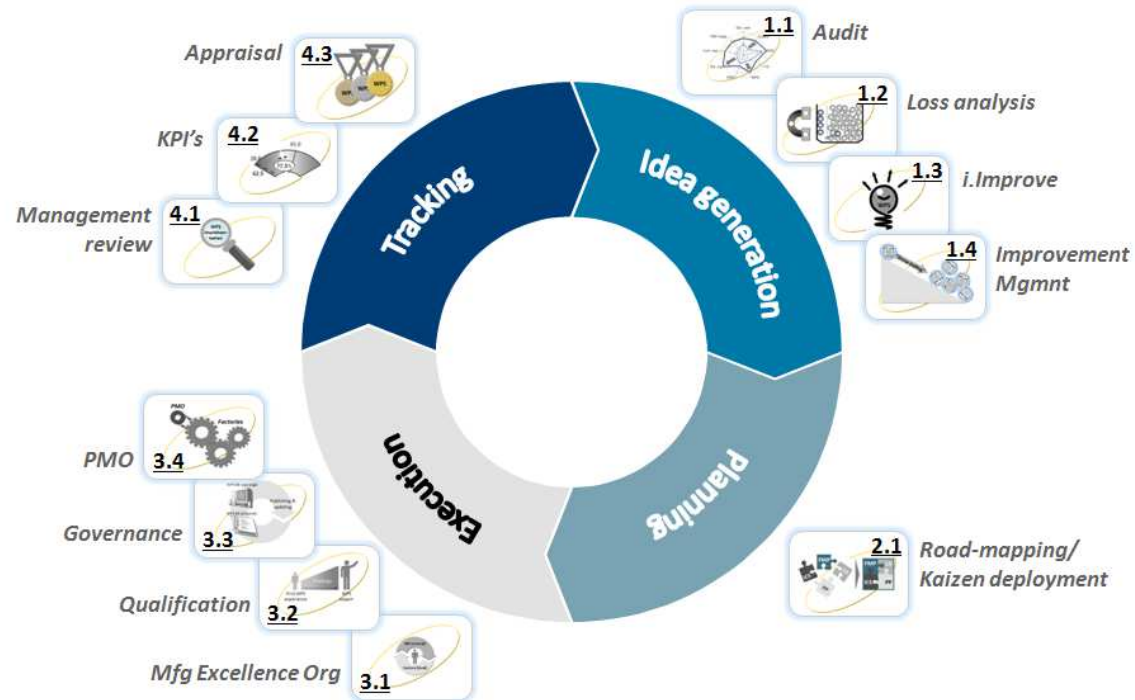 1.1
Audit
1.2
Loss analysis
1.3
i.Improve
1.4
Improvement
Mgmnt
Idea generation
Planning
2.1
Road-mapping/
Kaizen deployment
Execution
3.1
Mfg Excellence Org
3.2
Qualification
3.3
Governance
3.4
PMO
PMO
Factories
Tracking
4.1
Management
review
4.2
KPI's
4.3
Appraisal